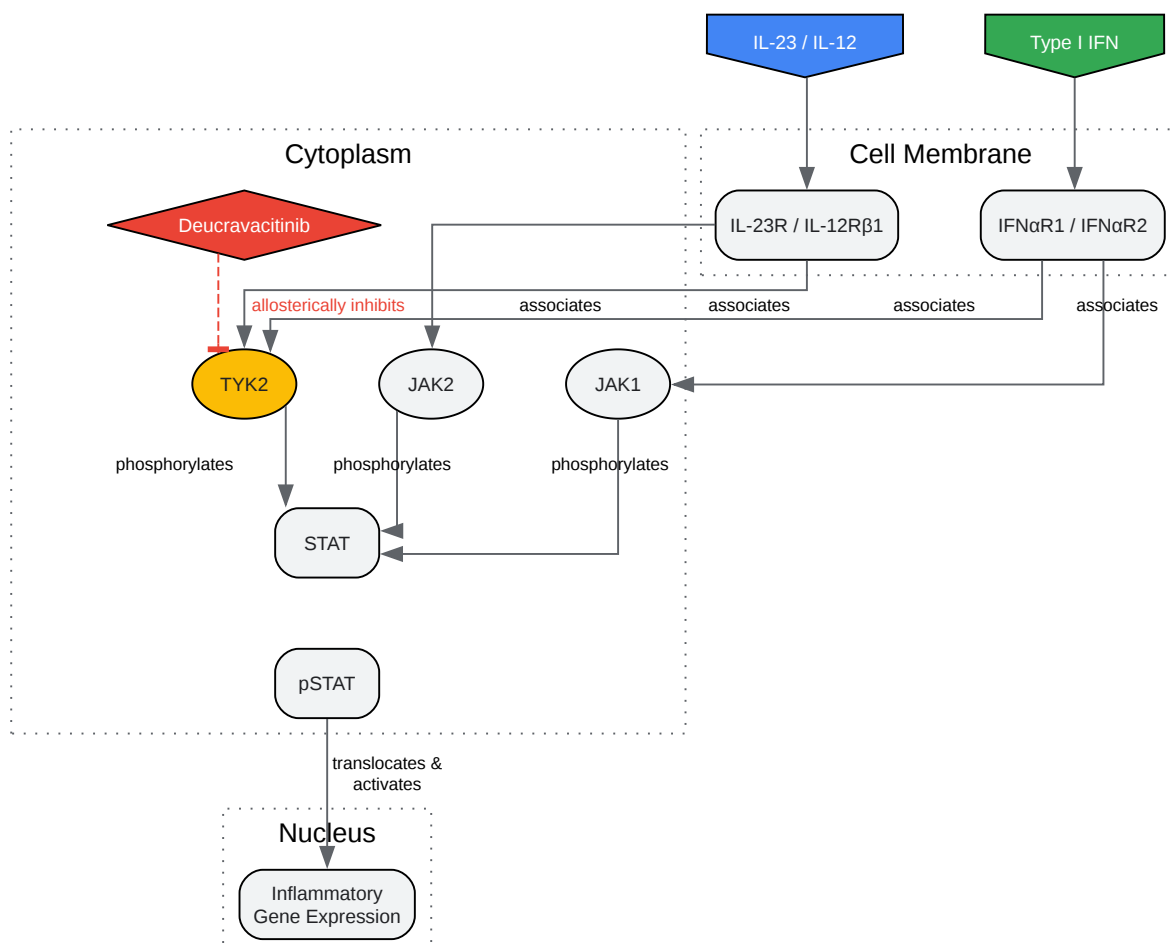 IL-23 / IL-12
Type I IFN
Cytoplasm
Cell Membrane
Deucravacitinib
IL-23R / IL-12Rβ1
IFNαR1 / IFNαR2
allosterically inhibits
associates
associates
associates
associates
TYK2
JAK2
JAK1
phosphorylates
phosphorylates
phosphorylates
STAT
pSTAT
translocates &
activates
Nucleus
Inflammatory
Gene Expression